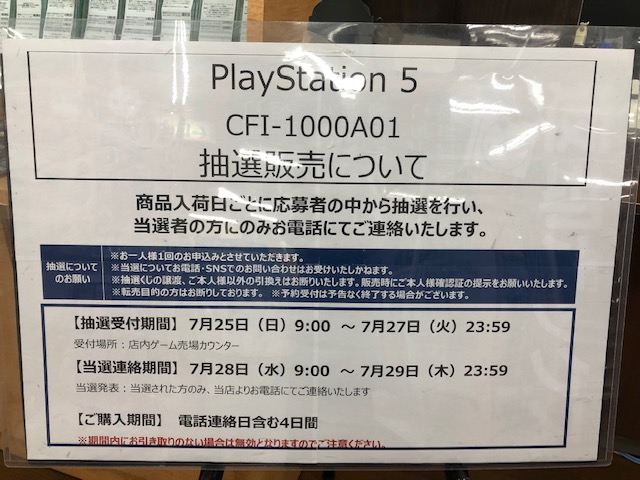 PlayStation 5
CFI-1000A01
抽選販売について
商品入荷日ごとに応募者の中から抽選を行い、
当選者の方にのみお電話にてご連絡いたします。
抽選について
のお願い
※お一人様1回のお申込みとさせていただきます。
※当選についてお電話・SNSでのお問い合わせはお受けいたしかねます。
※抽選くじの譲渡、ご本人様以外の引換えはお断りいたします。販売時にご本人様確認証の提示をお願いいたします。
※転売目的の方はお断りしております。 ※予約受付は予告なく終了する場合がございます。
【抽選受付期間】 7月25日（日）9:00 ～ 7月27日（火）23:59
受付場所：店内ゲーム売場カウンター
【当選連絡期間】 7月28日（水）9:00 ～ 7月29日（木）23:59
当選発表：当選された方のみ、当店よりお電話にてご連絡いたします
【ご購入期間】 電話連絡日含む4日間
※期間内にお引き取りのない場合は無効となりますのでご注意ください。